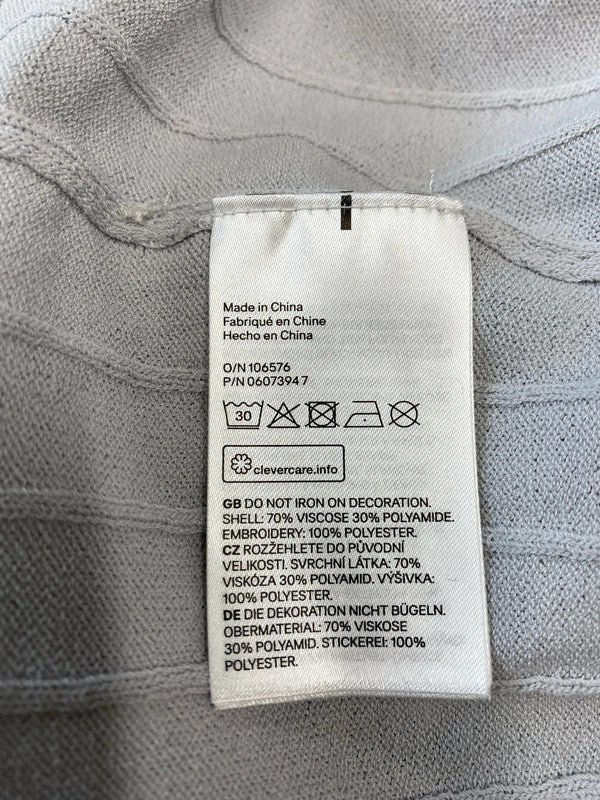 Made in China
Fabriqué en Chine
Hecho en China
O/N 106576
P/N 06073947
30
clevercare.info
GB DO NOT IRON ON DECORATION.
SHELL: 70% VISCOSE 30% POLYAMIDE.
EMBROIDERY: 100% POLYESTER.
CZ ROZŽEHLETE DO PŮVODNÍ
VELIKOSTI. SVRCHNÍ LÁTKA: 70%
VISKÓZA 30% POLYAMID. VÝŠIVKA:
100% POLYESTER.
DE DIE DEKORATION NICHT BÜGELN.
OBERMATERIAL: 70% VISKOSE
30% POLYAMID. STICKEREI: 100%
POLYESTER.